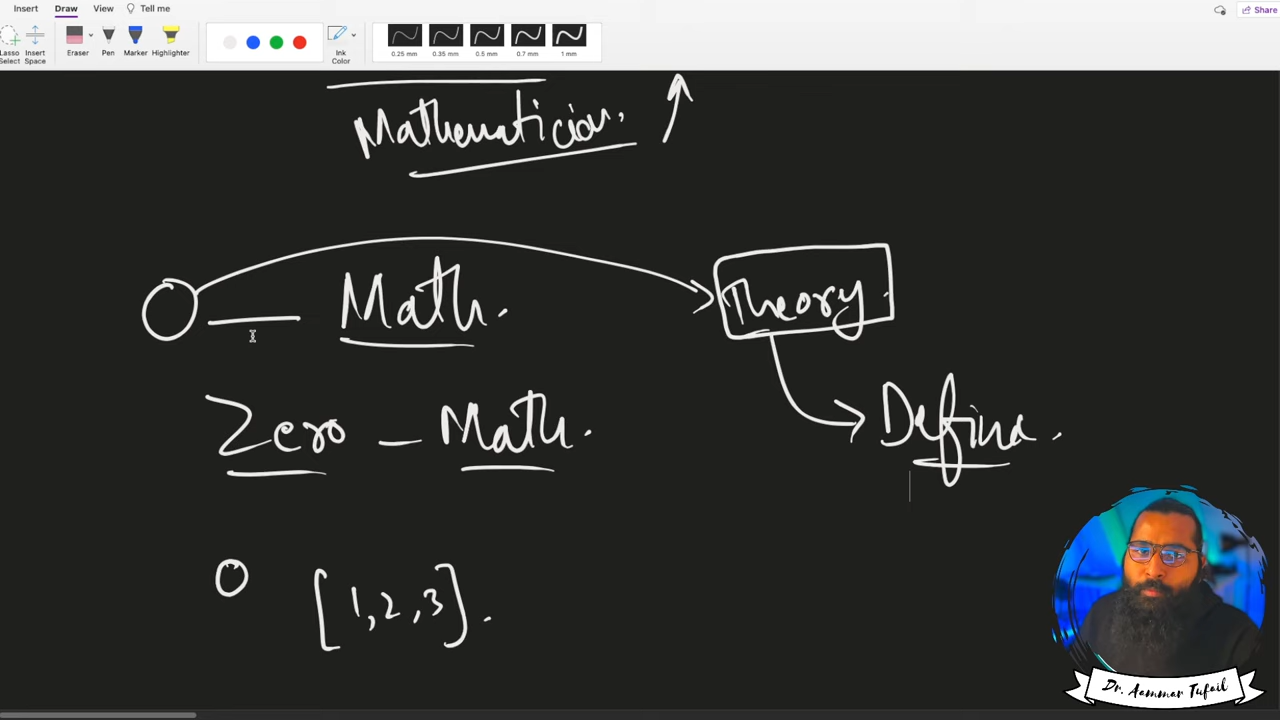 Insert Draw View Tell me Share
Lasso Select Insert Space Eraser Pen Marker Highlighter Ink Color 0.25 mm 0.35 mm 0.5 mm 0.7 mm 1 mm
Mathematician.
Math. Theory.
Zero - Math. Define.
0 [1,2,3].
Dr. Aammar Tufail